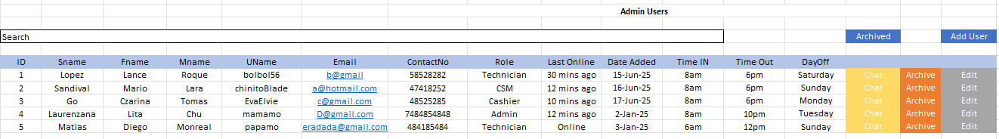 Admin Users
Search Archived Add User
ID Sname Fname Mname UName Email ContactNo Role Last Online Date Added Time IN Time Out DayOff
1 Lopez Lance Roque bolbol56 b@gmail 58528282 Technician 30 mins ago 15-Jun-25 8am 6pm Saturday Chat Archive Edit
2 Sandival Mario Lara chinitoBlade a@hotmail.com 47418252 CSM 12 mins ago 16-Jun-25 8am 6pm Sunday Chat Archive Edit
3 Go Czarina Tomas EvaElvie c@gmail.com 48525285 Cashier 10 mins ago 17-Jun-25 8am 6pm Monday Chat Archive Edit
4 Laurenzana Lita Chu mamamo D@gmail.com 7484854848 Admin 12 mins ago 2-Jan-25 8am 10pm Tuesday Chat Archive Edit
5 Matias Diego Monreal papamo eradada@gmail.com 484185484 Technician Online 3-Jan-25 6am 12pm Sunday Chat Archive Edit